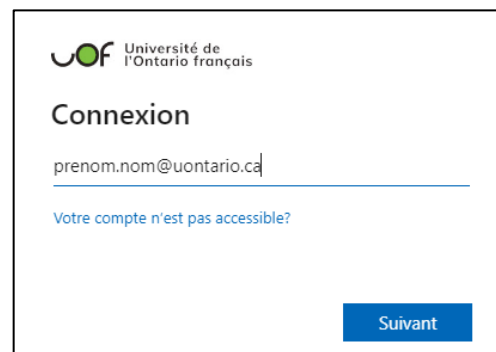 UOF Université de
l'Ontario français
Connexion
prenom.nom@uontario.ca
Votre compte n'est pas accessible?
Suivant